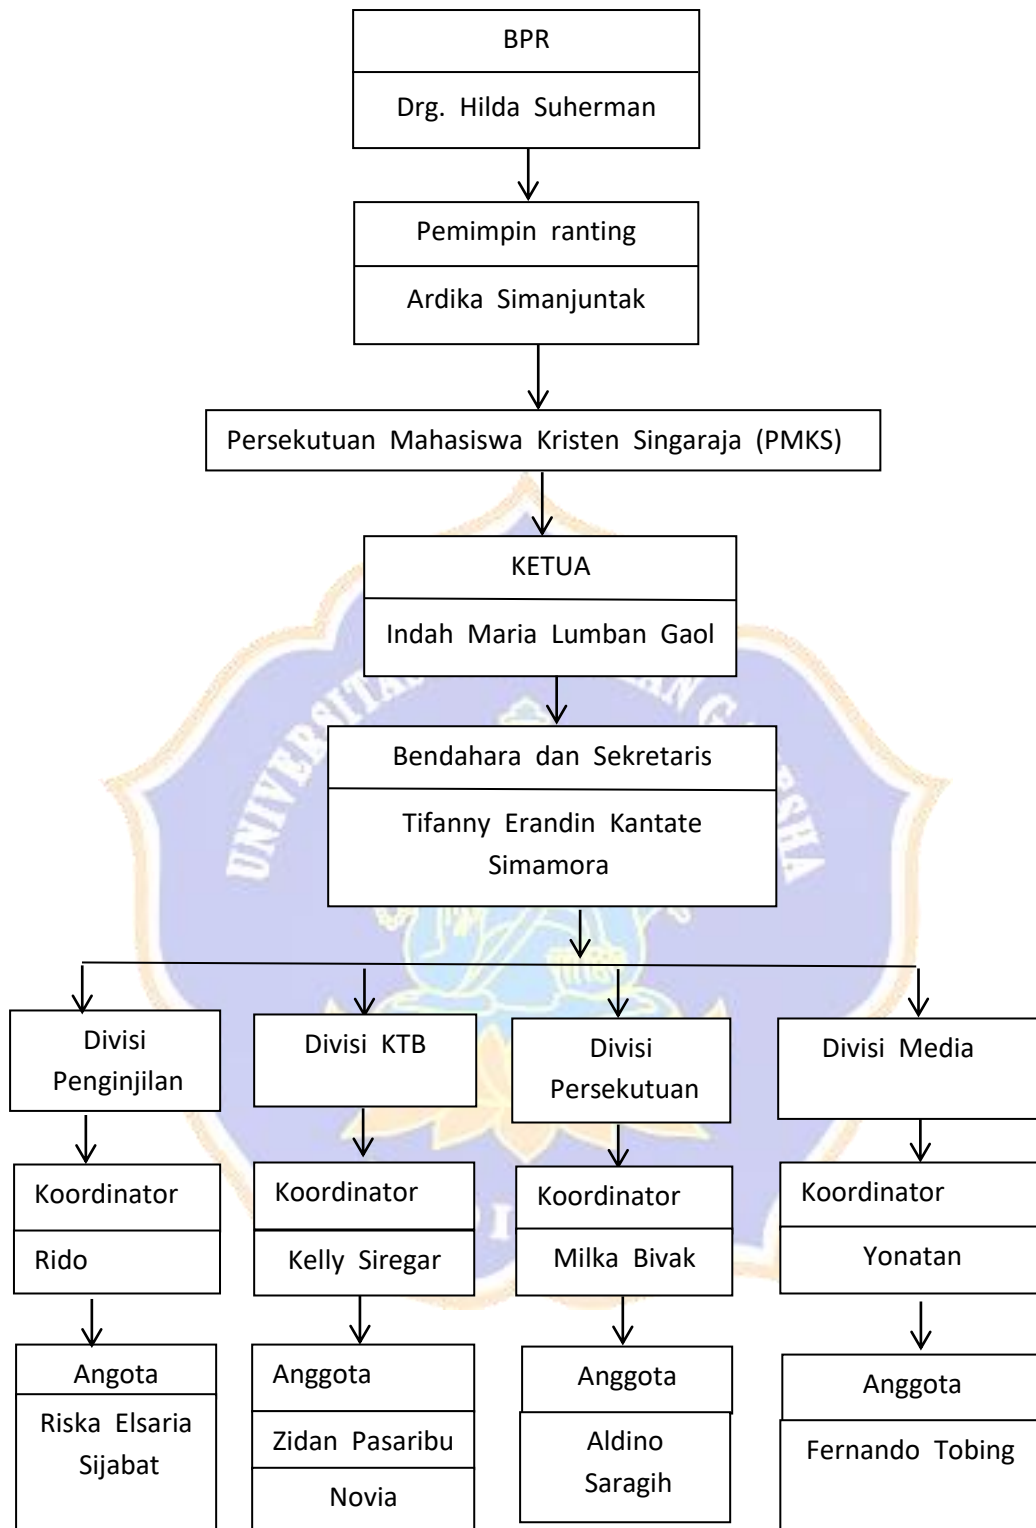 BPR
Drg. Hilda Suherman
Pemimpin ranting
Ardika Simanjuntak
Persekutuan Mahasiswa Kristen Singaraja (PMKS)
KETUA
Indah Maria Lumban Gaol
Bendahara dan Sekretaris
Tifanny Erandin Kantate
Simamora
Divisi
Penginjilan
Divisi KTB
Divisi
Persekutuan
Divisi Media
Koordinator
Rido
Koordinator
Kelly Siregar
Koordinator
Milka Bivak
Koordinator
Yonatan
Angota
Riska Elsaria
Sijabat
Anggota
Zidan Pasaribu
Novia
Anggota
Aldino
Saragih
Anggota
Fernando Tobing